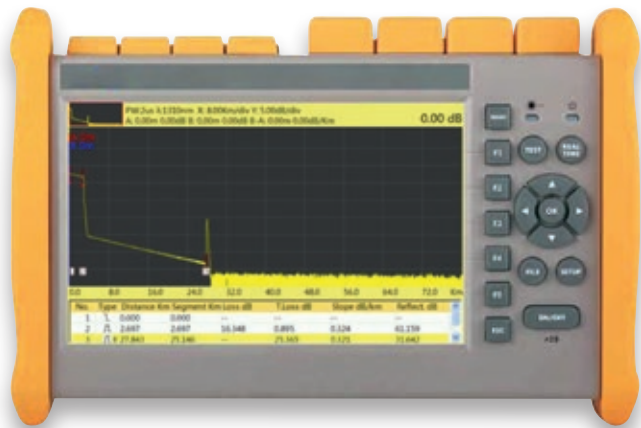 PW:2us λ:1310nm X: 8.00Km/div Y: 5.00dB/div
A: 0.00m 0.00dB B: 0.00m 0.00dB B-A: 0.00m 0.00dB/Km
0.00 dB
0.0 8.0 16.0 24.0 32.0 40.0 48.0 56.0 64.0 72.0 Km
No. Type Distance Km Segment Km Loss dB T.Loss dB Slope dB/km Reflect. dB
1 0.000 0.000 --- --- --- ---
2 2.697 2.697 16.348 0.895 0.324 61.159
3 E 27.843 25.146 --- 25.365 0.321 31.642
F1
TEST
REAL TIME
F2
F3
OK
F4
FILE
SETUP
F5
ESC
ON/OFF